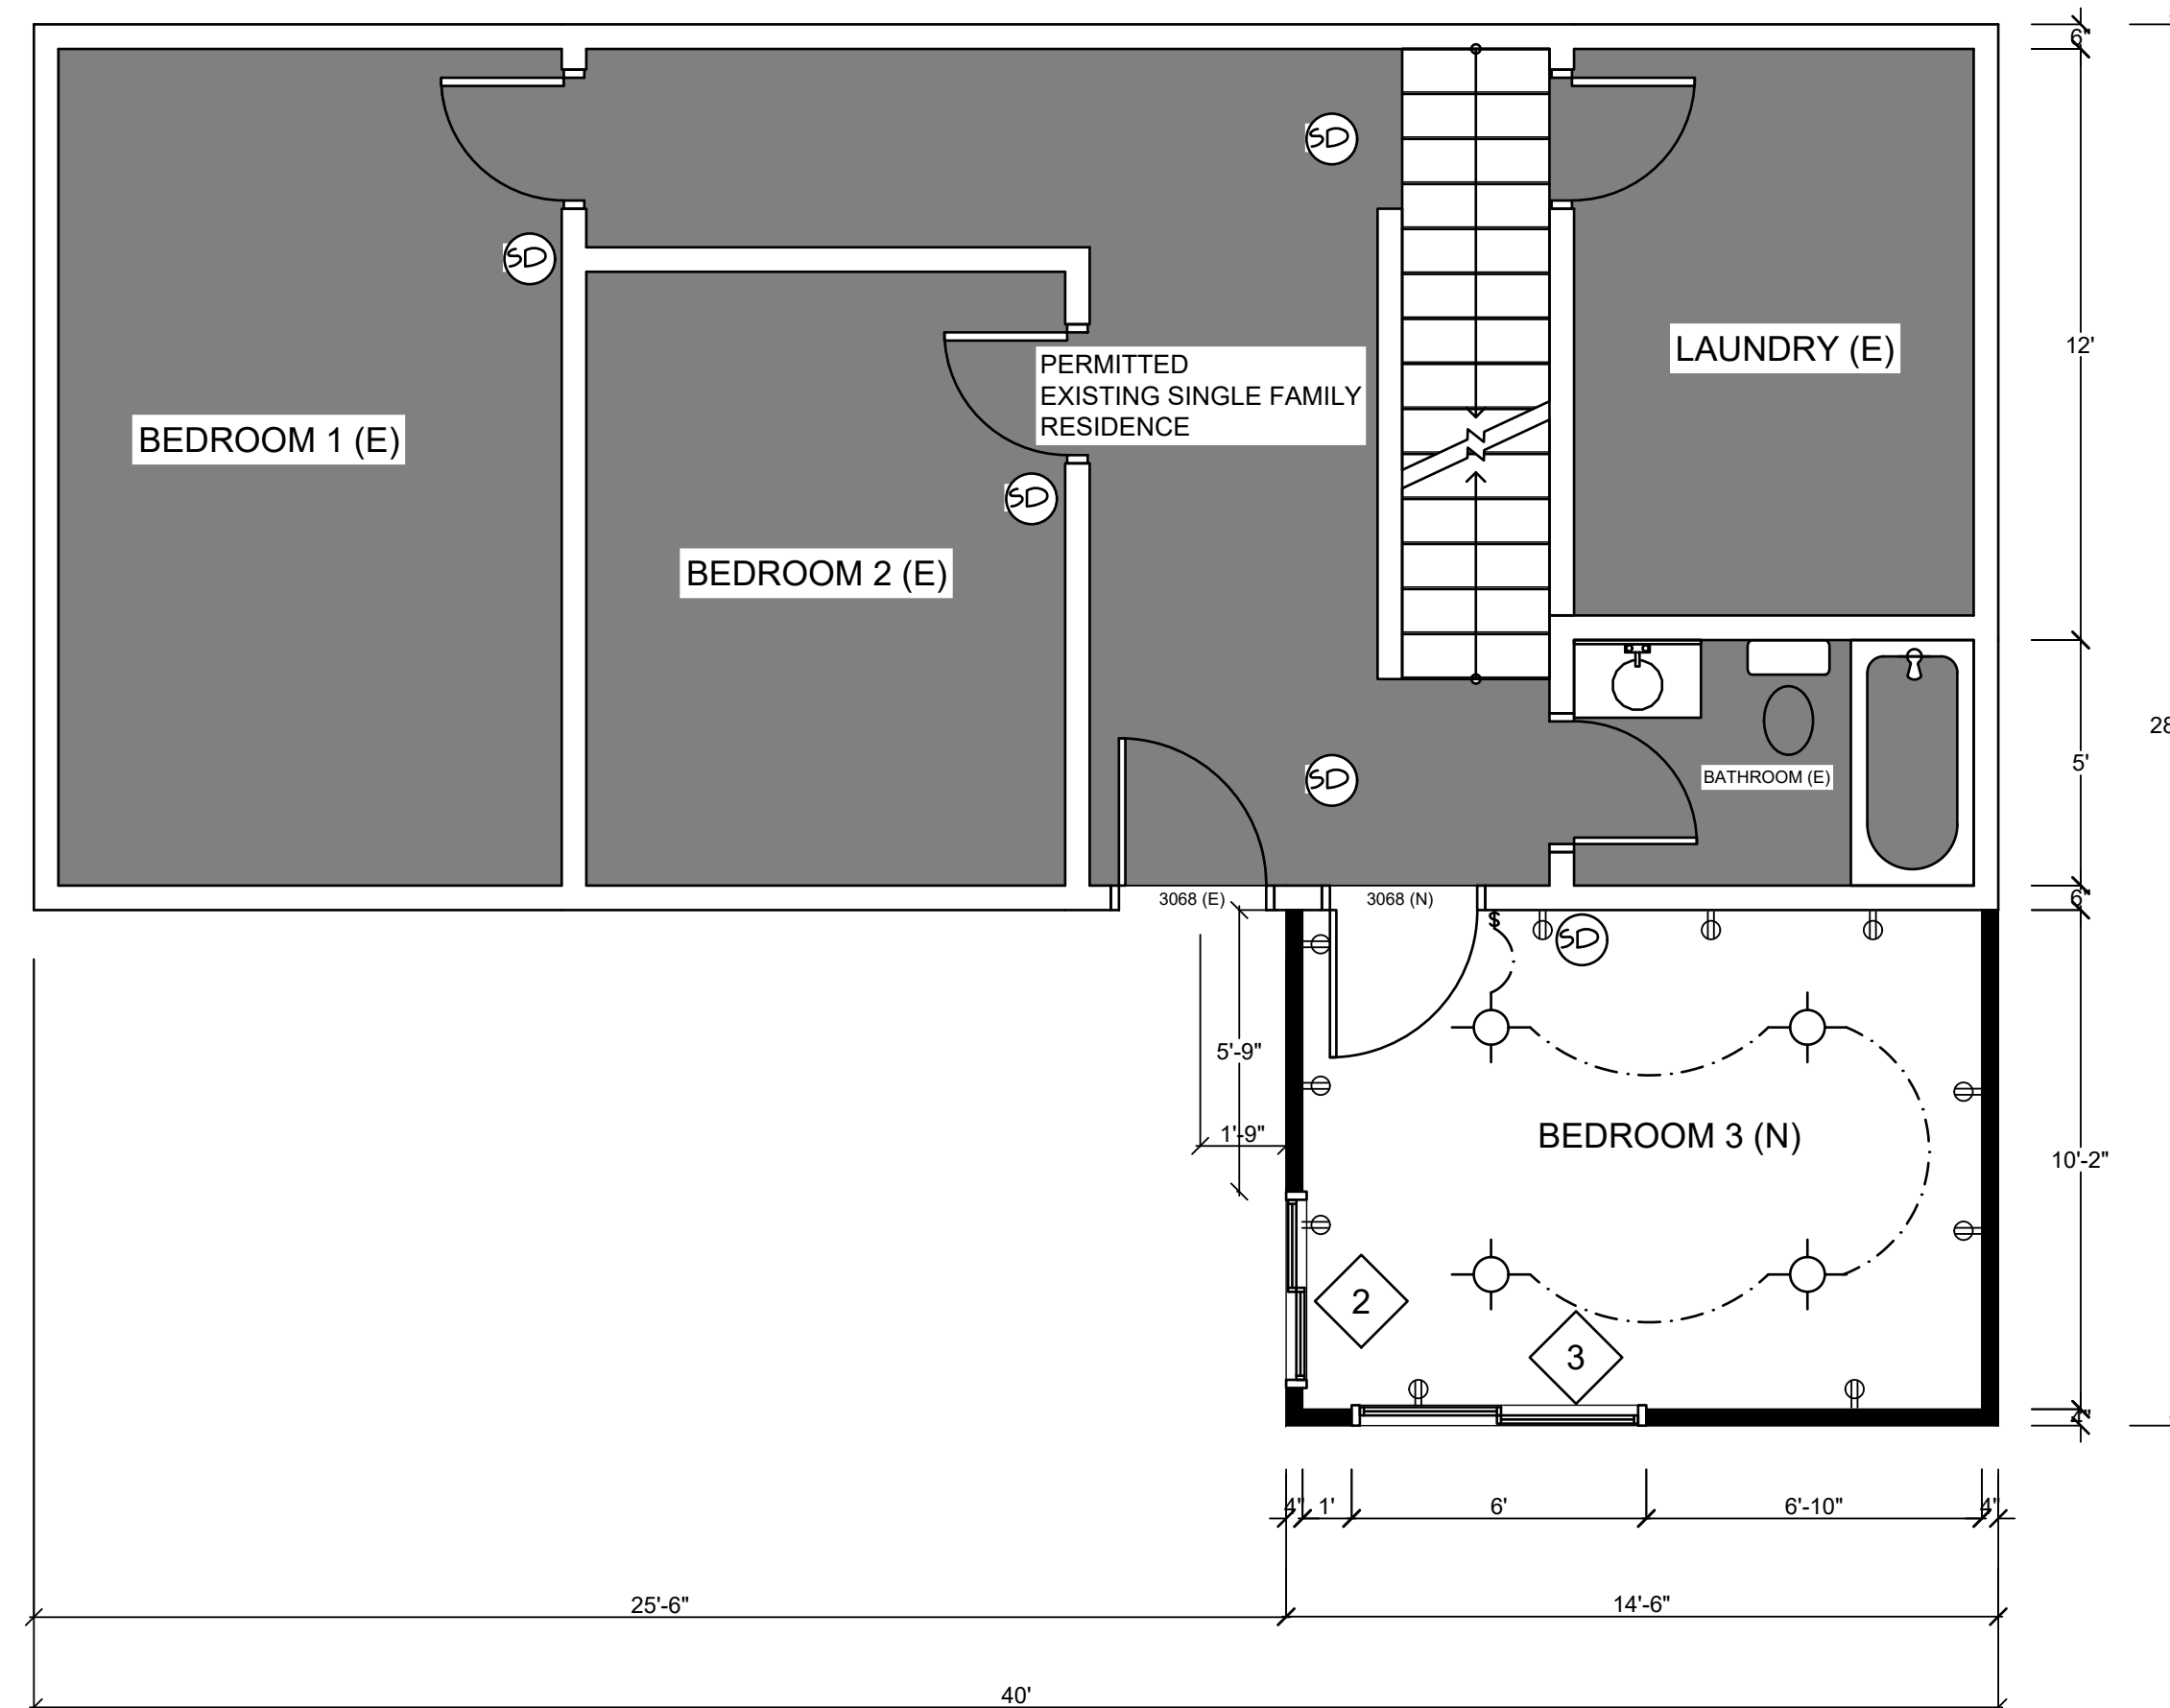 6"
SD
SD
12'
LAUNDRY (E)
PERMITTED
EXISTING SINGLE FAMILY
RESIDENCE
BEDROOM 1 (E)
SD
BEDROOM 2 (E)
28
5'
SD
BATHROOM (E)
3068 (E)
3068 (N)
6"
$
SD
5'-9"
1'-9"
BEDROOM 3 (N)
10'-2"
2
3
4"
4"
1'
6'
6'-10"
4"
25'-6"
14'-6"
40'